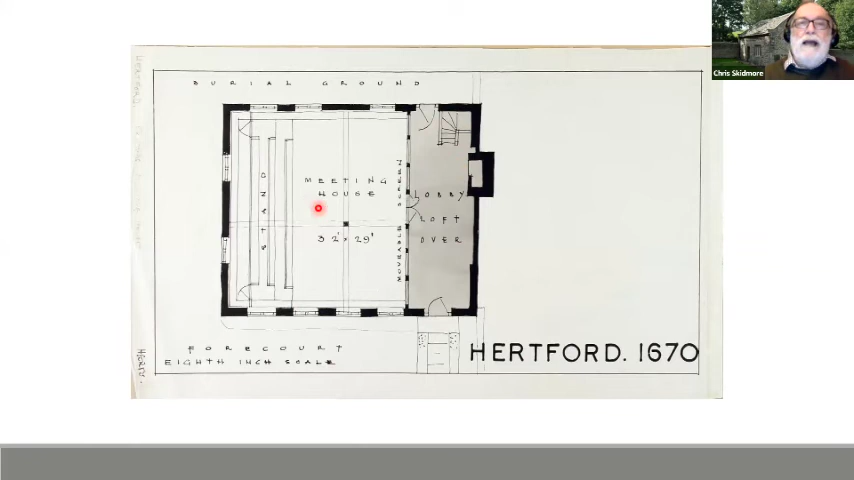 Chris Skidmore
BURIAL GROUND
STAND
MEETING
HOUSE
32' x 29'
MOVEABLE SCREEN
LOBBY
LOFT
OVER
FORECOURT
EIGHTH INCH SCALE
HERTFORD. 1670